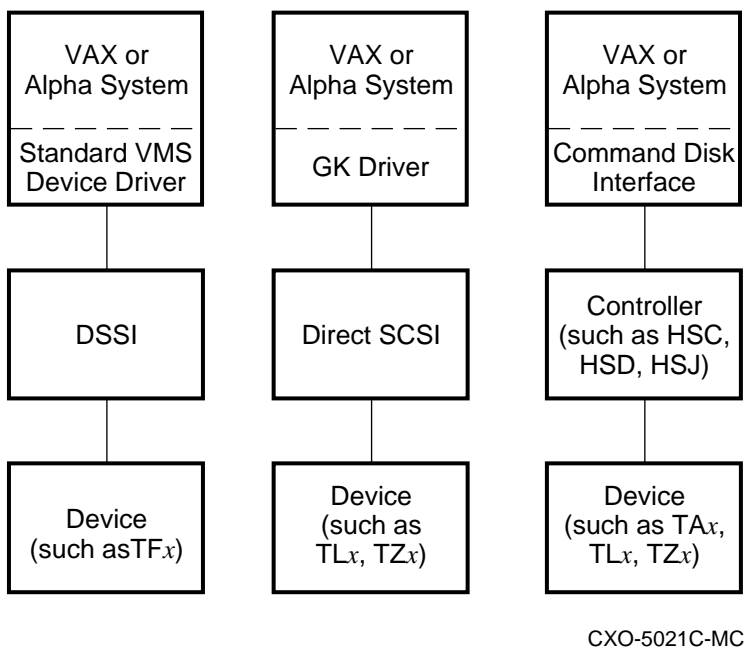 VAX or
Alpha System
Standard VMS
Device Driver
DSSI
Device
(such asTFx)
VAX or
Alpha System
GK Driver
Direct SCSI
Device
(such as
TLx, TZx)
VAX or
Alpha System
Command Disk
Interface
Controller
(such as HSC,
HSD, HSJ)
Device
(such as TAx,
TLx, TZx)
CXO-5021C-MC